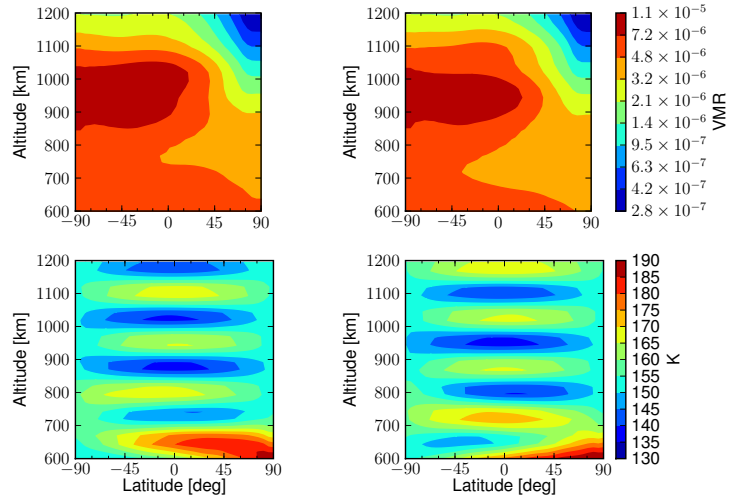 1200
1100
1000
900
800
700
600
Altitude [km]
−90 −45 0 45 90
1200
1100
1000
900
800
700
600
Altitude [km]
−90 −45 0 45 90
1.1 × 10⁻⁵
7.2 × 10⁻⁶
4.8 × 10⁻⁶
3.2 × 10⁻⁶
2.1 × 10⁻⁶
1.4 × 10⁻⁶
9.5 × 10⁻⁷
6.3 × 10⁻⁷
4.2 × 10⁻⁷
2.8 × 10⁻⁷
VMR
1200
1100
1000
900
800
700
600
Altitude [km]
−90 −45 0 45 90
Latitude [deg]
1200
1100
1000
900
800
700
600
Altitude [km]
−90 −45 0 45 90
Latitude [deg]
190
185
180
175
170
165
160
155
150
145
140
135
130
K